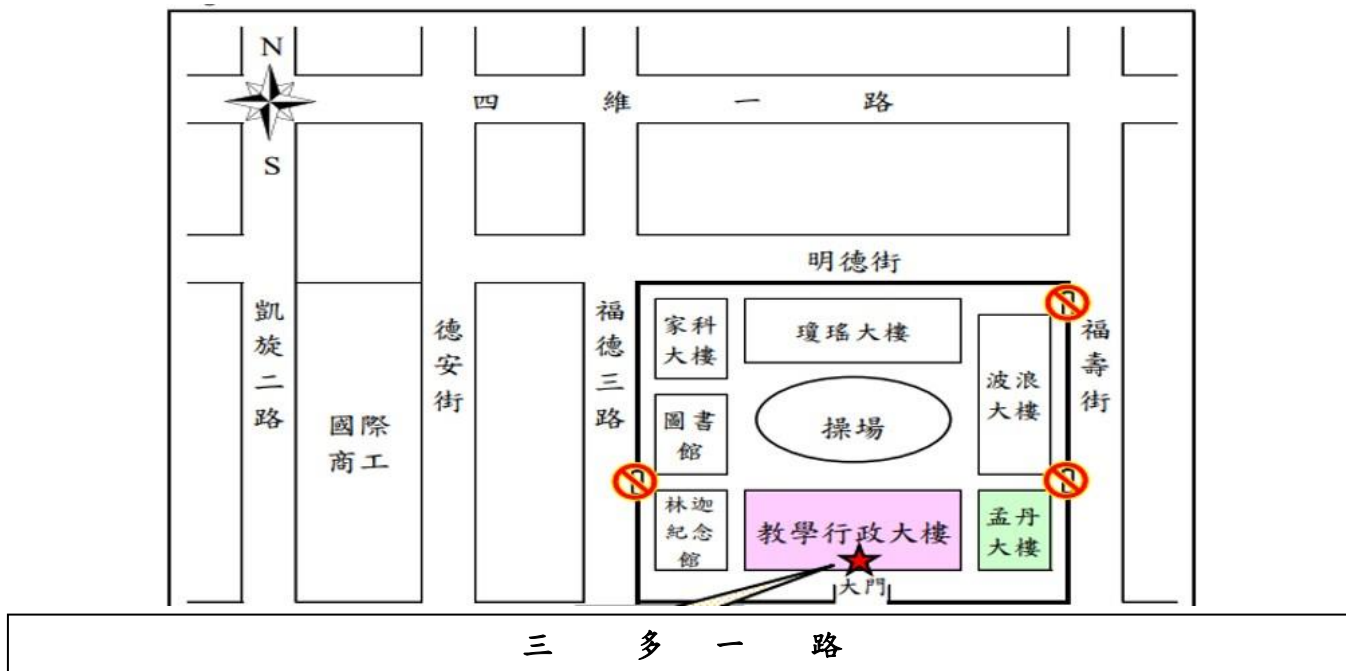 N
四維一路
S
明德街
凱旋二路
德安街
福德三路
福壽街
家科
大樓
瓊瑤大樓
波浪
大樓
國際
商工
圖書
館
操場
林迦
紀念
館
教學行政大樓
孟丹
大樓
大門
三多一路